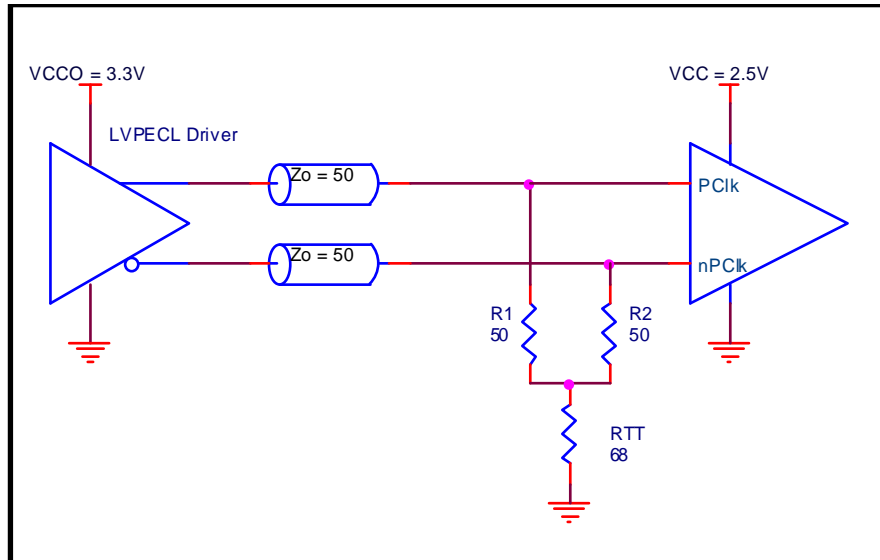 VCCO = 3.3V
VCC = 2.5V
LVPECL Driver
Zo = 50
PClk
Zo = 50
nPClk
R1
50
R2
50
RTT
68